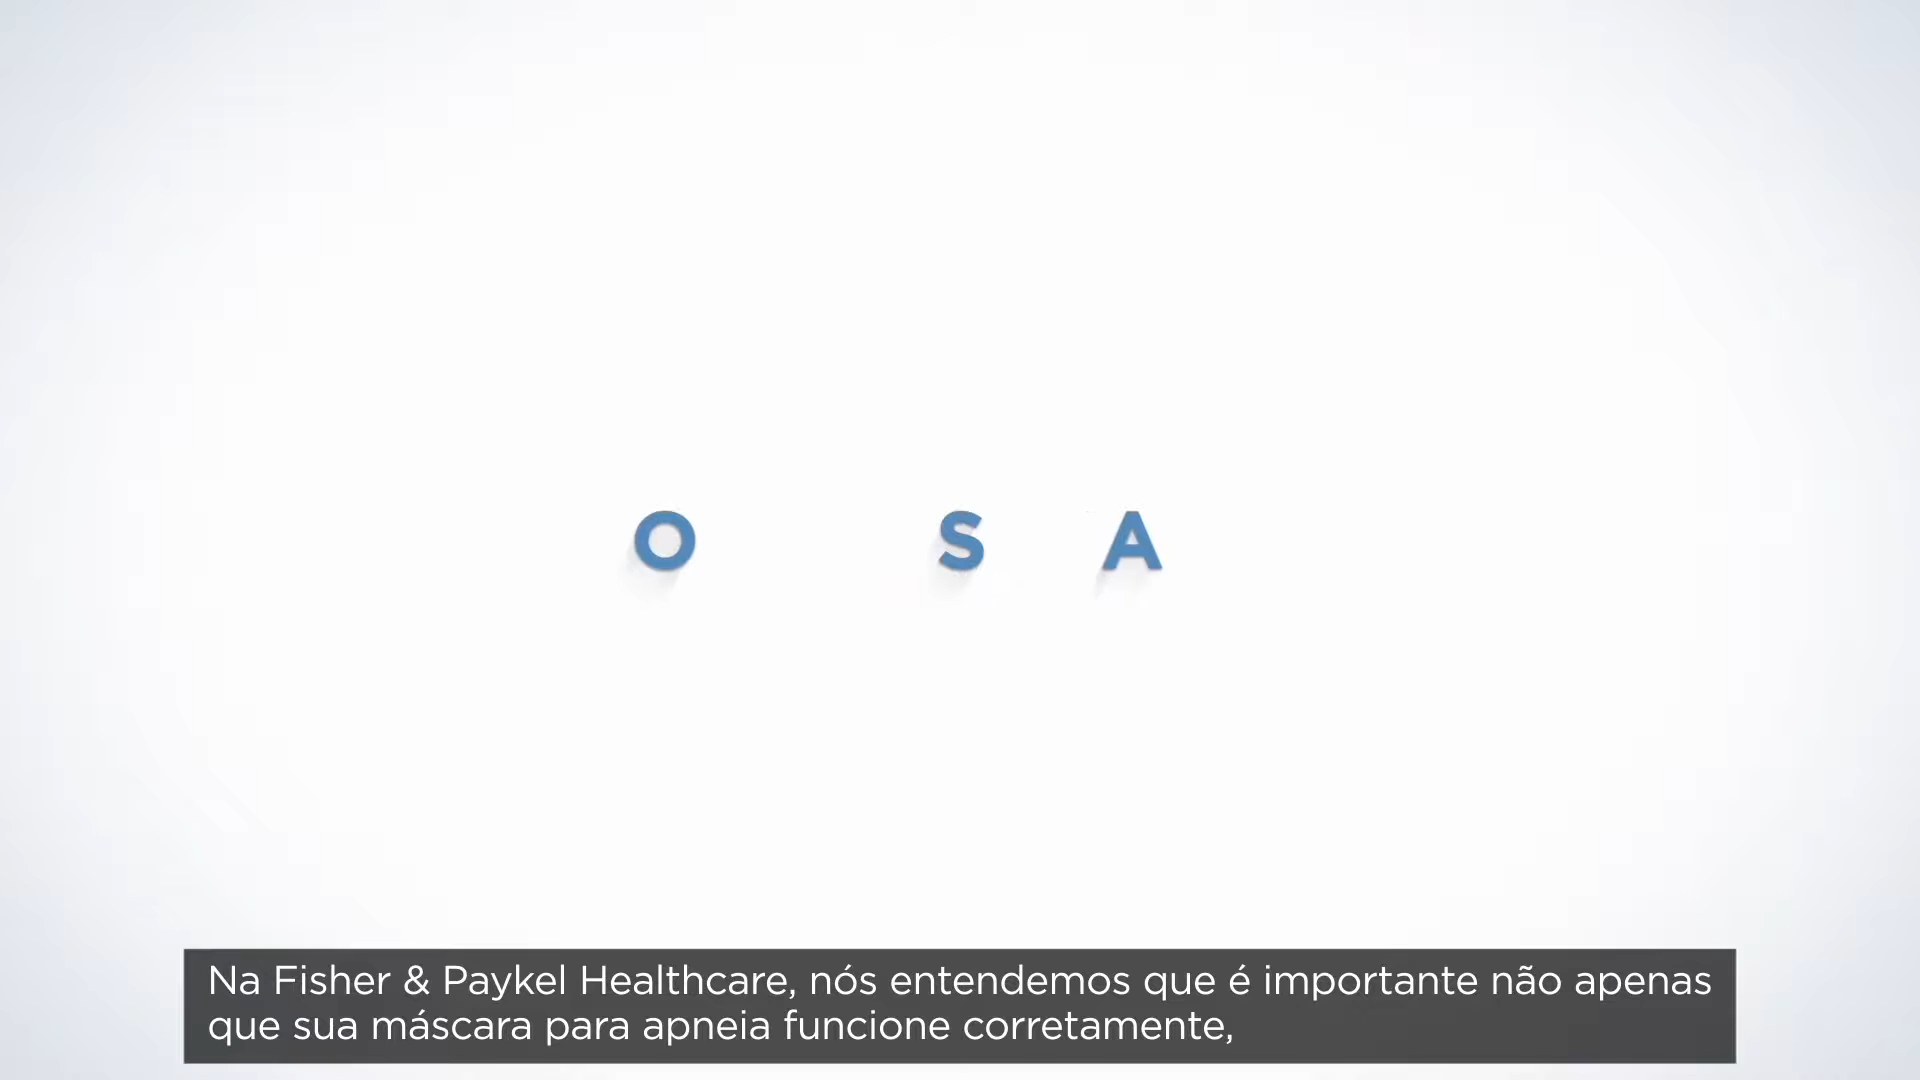 O S A
Na Fisher & Paykel Healthcare, nós entendemos que é importante não apenas
que sua máscara para apneia funcione corretamente,